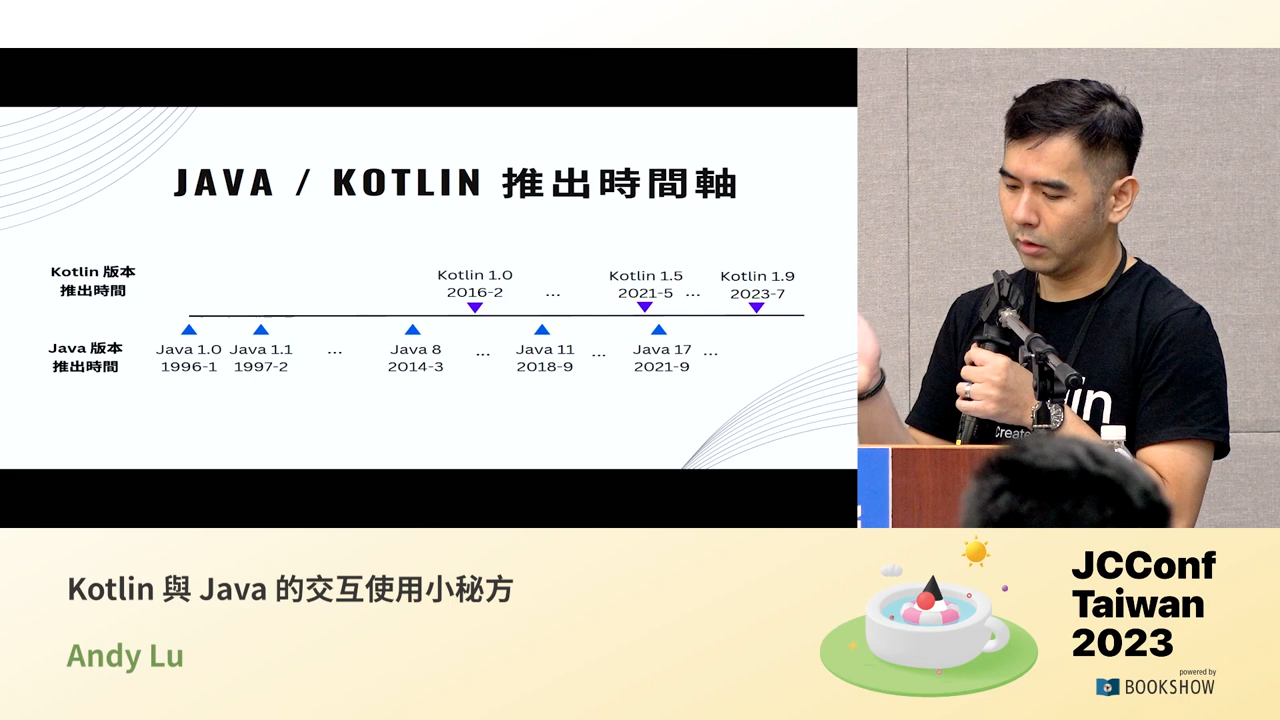 JAVA / KOTLIN 推出時間軸
Kotlin 版本
推出時間
Kotlin 1.0
2016-2
...
Kotlin 1.5
2021-5
...
Kotlin 1.9
2023-7
Java 版本
推出時間
Java 1.0
1996-1
Java 1.1
1997-2
...
Java 8
2014-3
...
Java 11
2018-9
...
Java 17
2021-9
...
in
Create
Kotlin 與 Java 的交互使用小秘方
Andy Lu
JCConf
Taiwan
2023
powered by
BOOKSHOW